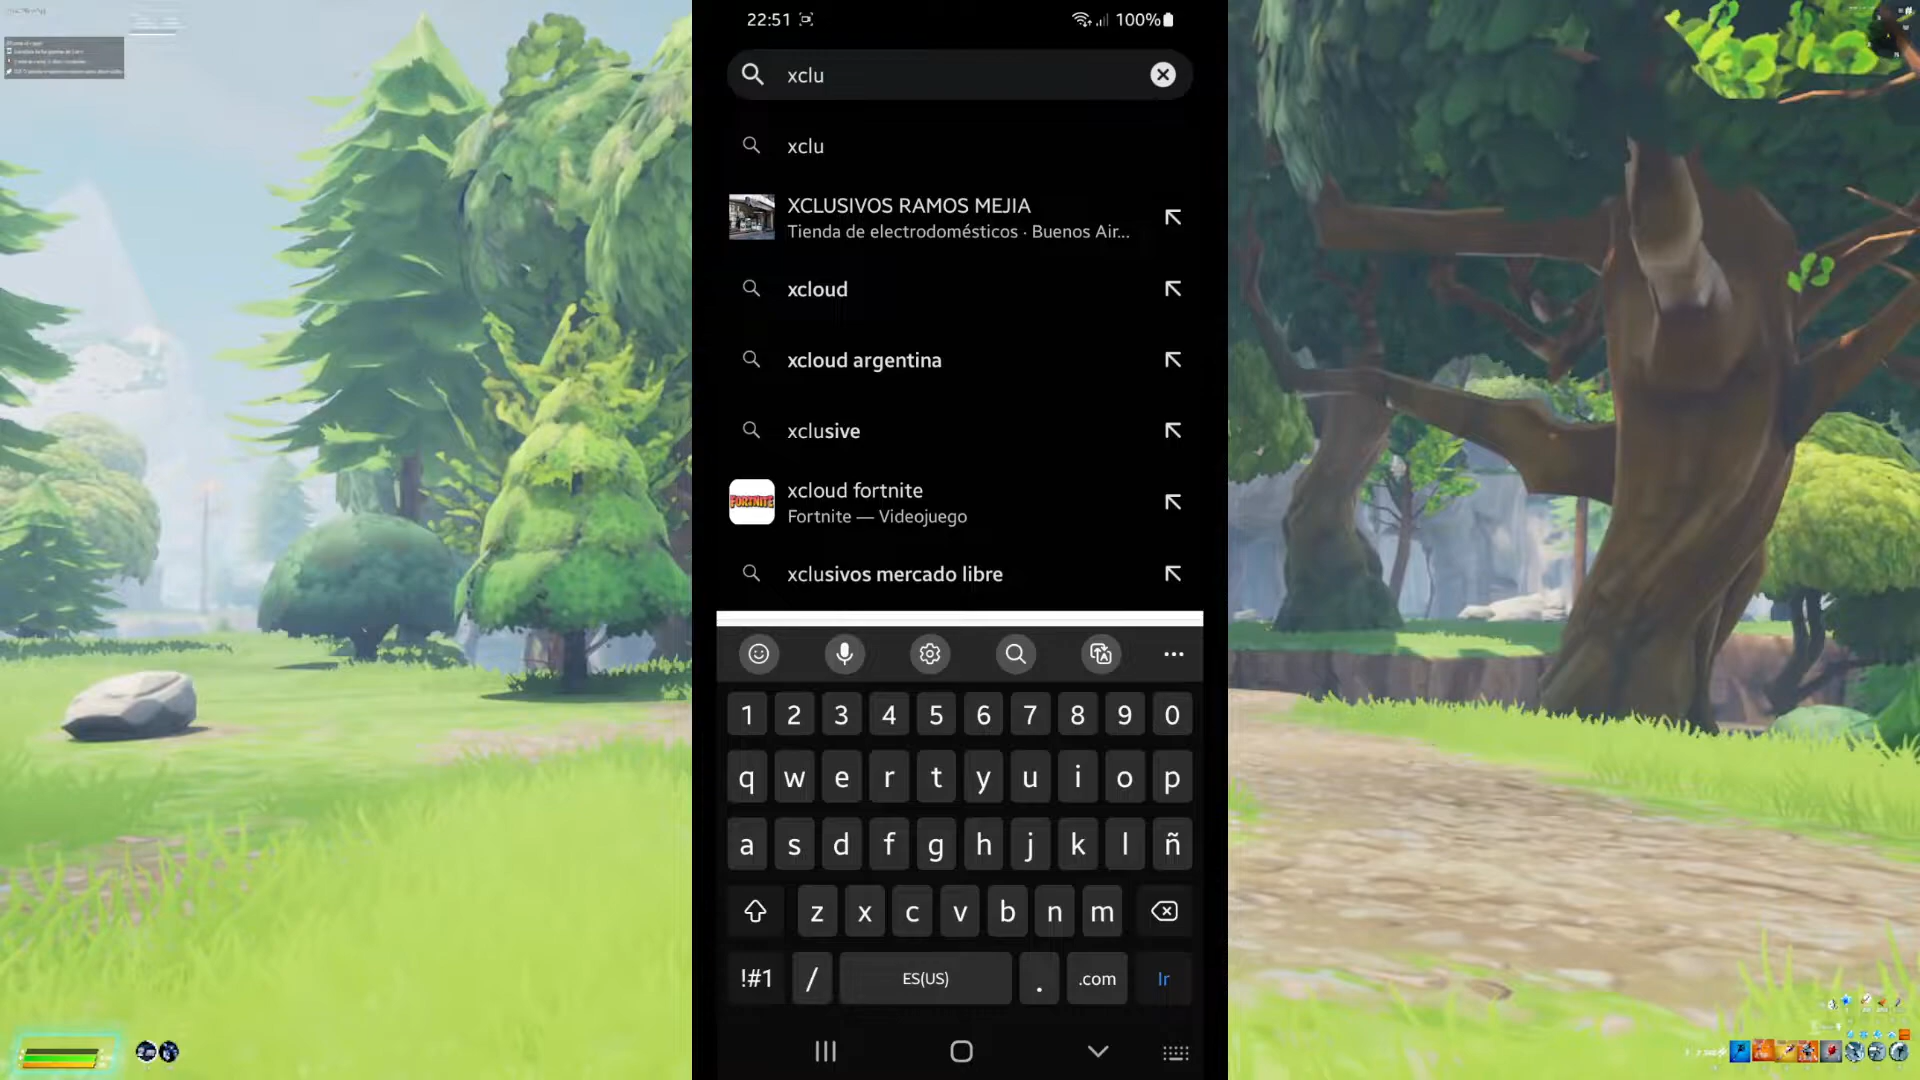 22:51
100%
xclu
xclu
XCLUSIVOS RAMOS MEJIA
Tienda de electrodomésticos · Buenos Air...
xcloud
xcloud argentina
xclusive
FORTNITE
xcloud fortnite
Fortnite — Videojuego
xclusivos mercado libre
1 2 3 4 5 6 7 8 9 0
q w e r t y u i o p
a s d f g h j k l ñ
z x c v b n m
!#1 / ES(US) . .com Ir